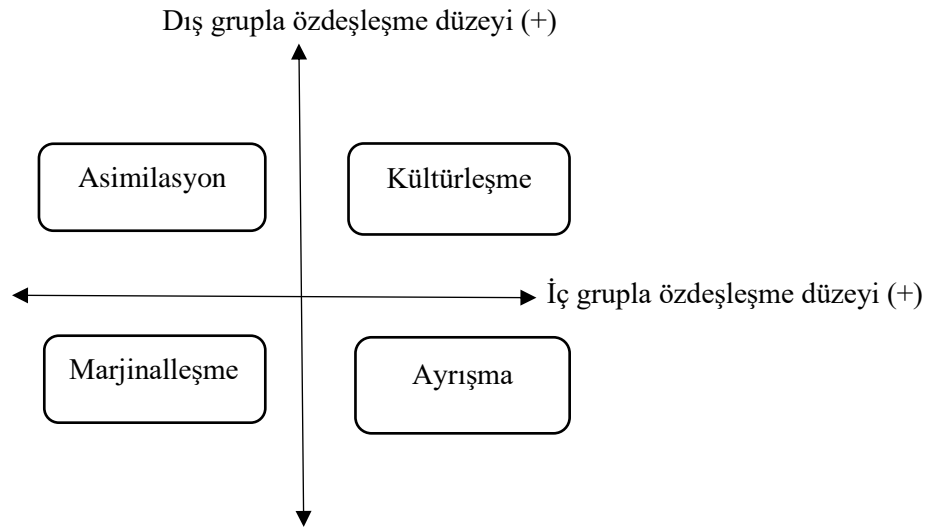 Dış grupla özdeşleşme düzeyi (+)
Asimilasyon
Kültürleşme
İç grupla özdeşleşme düzeyi (+)
Marjinalleşme
Ayrışma